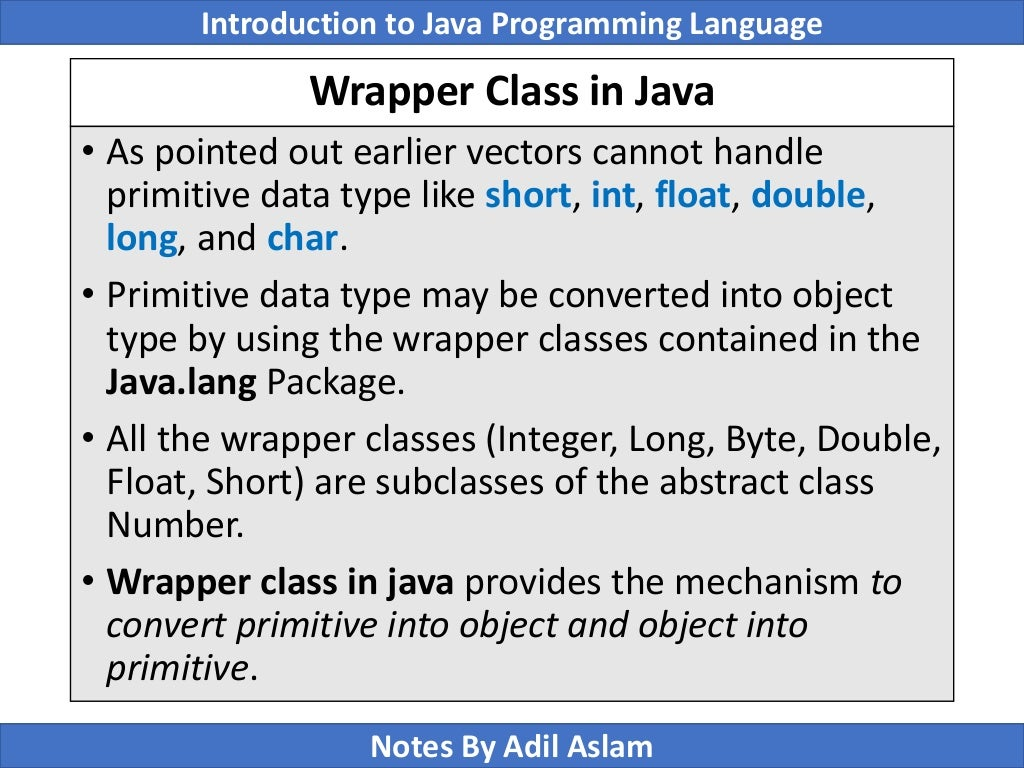 Introduction to Java Programming Language
Wrapper Class in Java
• As pointed out earlier vectors cannot handle
primitive data type like short, int, float, double,
long, and char.
• Primitive data type may be converted into object
type by using the wrapper classes contained in the
Java.lang Package.
• All the wrapper classes (Integer, Long, Byte, Double,
Float, Short) are subclasses of the abstract class
Number.
• Wrapper class in java provides the mechanism to
convert primitive into object and object into
primitive.
Notes By Adil Aslam